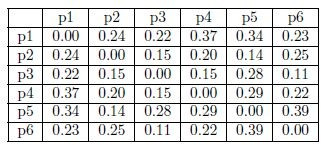 p1 p2 p3 p4 p5 p6
p1 0.00 0.24 0.22 0.37 0.34 0.23
p2 0.24 0.00 0.15 0.20 0.14 0.25
p3 0.22 0.15 0.00 0.15 0.28 0.11
p4 0.37 0.20 0.15 0.00 0.29 0.22
p5 0.34 0.14 0.28 0.29 0.00 0.39
p6 0.23 0.25 0.11 0.22 0.39 0.00